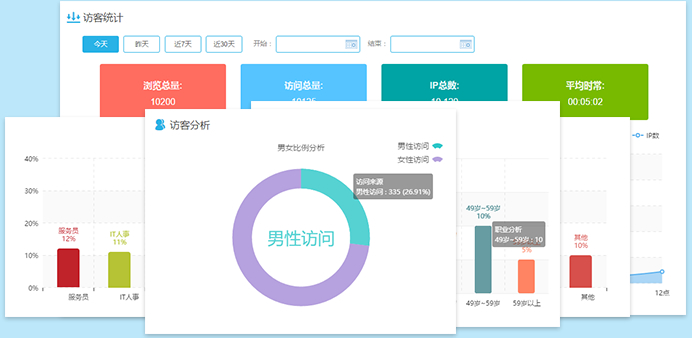 访客统计
今天 昨天 近7天 近30天 开始: 结束:
浏览总量: 访问总量: IP总数: 平均时常:
10200 00:05:02
访客分析
男女比例分析
男性访问
女性访问
IP数
访问来源
男性访问 : 335 (26.91%)
男性访问
40%
30%
20%
10%
0%
服务员
12%
IT人事
11%
服务员 IT人事
49岁~59岁
10%
职业分析
49岁~59岁 : 10
5%
49岁~59岁 59岁以上
其他
10%
其他
12点